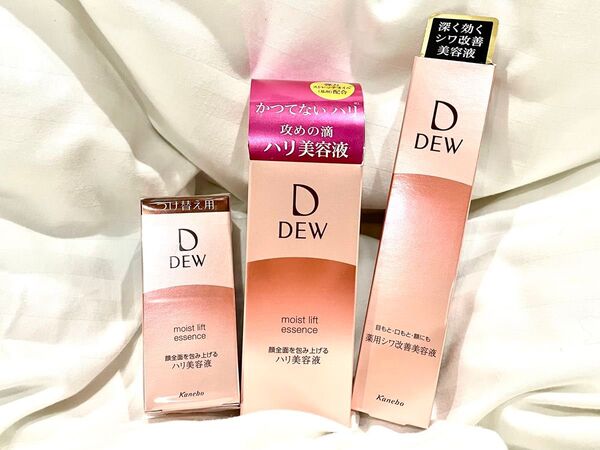 つけ替え用
D
DEW
moist lift
essence
顔全面を包み上げる
ハリ美容液
Kanebo
配合
かつてない ハリ
攻めの滴
ハリ美容液
D
DEW
moist lift
essence
顔全面を包み上げる
ハリ美容液
深く効く
シワ改善
美容液
D
DEW
目もと・口もと・顔にも
薬用シワ改善美容液
Kanebo